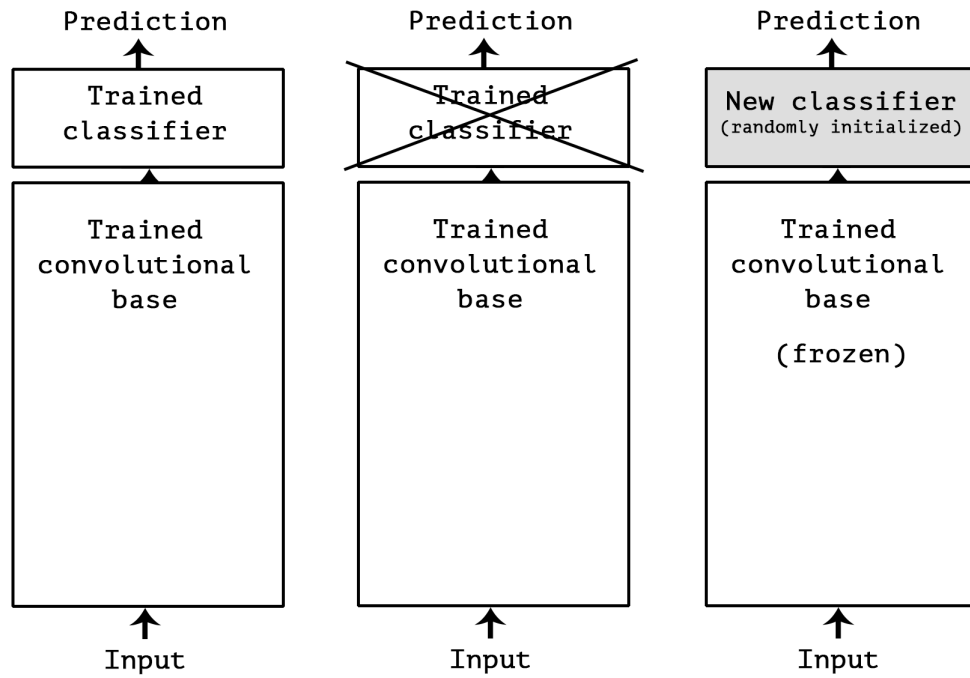 Prediction
Trained
classifier
Trained
convolutional
base
Input
Prediction
Trained
classifier
Trained
convolutional
base
Input
Prediction
New classifier
(randomly initialized)
Trained
convolutional
base
(frozen)
Input